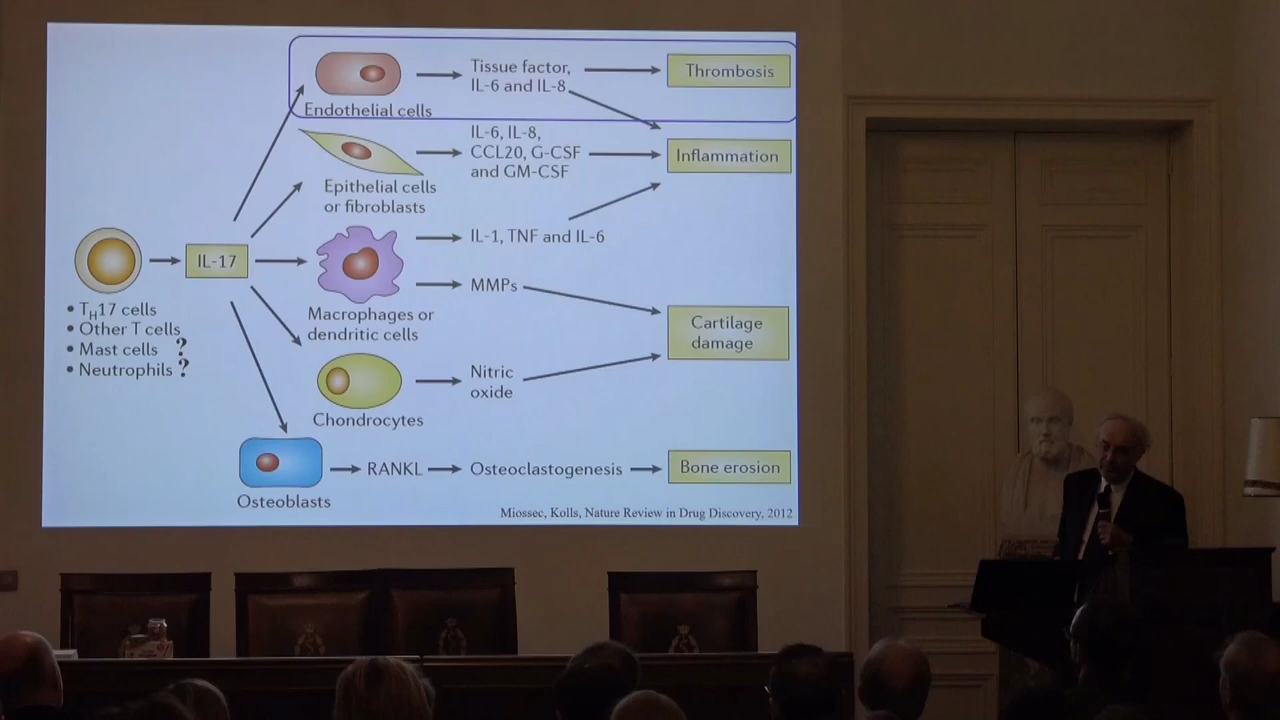 Tissue factor,
IL-6 and IL-8
Thrombosis
Endothelial cells
IL-6, IL-8,
CCL20, G-CSF
and GM-CSF
Inflammation
Epithelial cells
or fibroblasts
IL-17
IL-1, TNF and IL-6
MMPs
• TH17 cells
• Other T cells
• Mast cells ?
• Neutrophils ?
Macrophages or
dendritic cells
Cartilage
damage
Nitric
oxide
Chondrocytes
RANKL
Osteoclastogenesis
Bone erosion
Osteoblasts
Miossec, Kolls, Nature Review in Drug Discovery, 2012